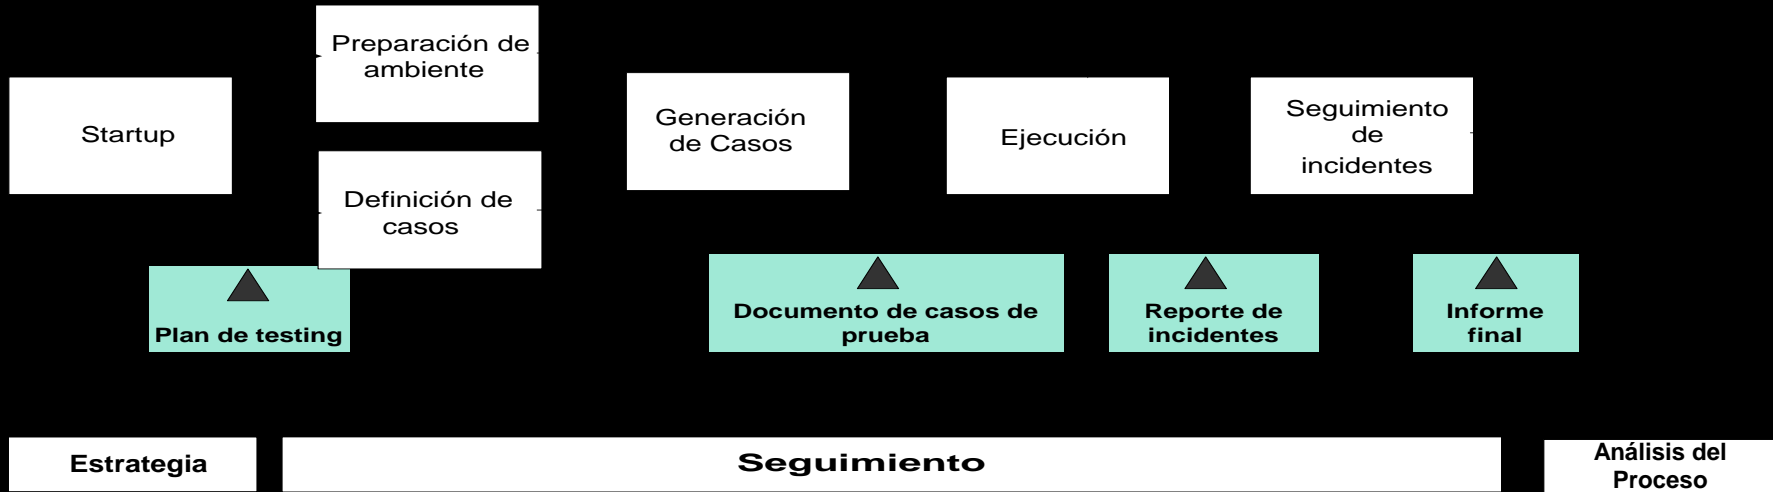 Preparación de
ambiente
Startup
Generación
de Casos
Ejecución
Seguimiento
de
incidentes
Definición de
casos
Plan de testing
Documento de casos de
prueba
Reporte de
incidentes
Informe
final
Estrategia
Seguimiento
Análisis del
Proceso